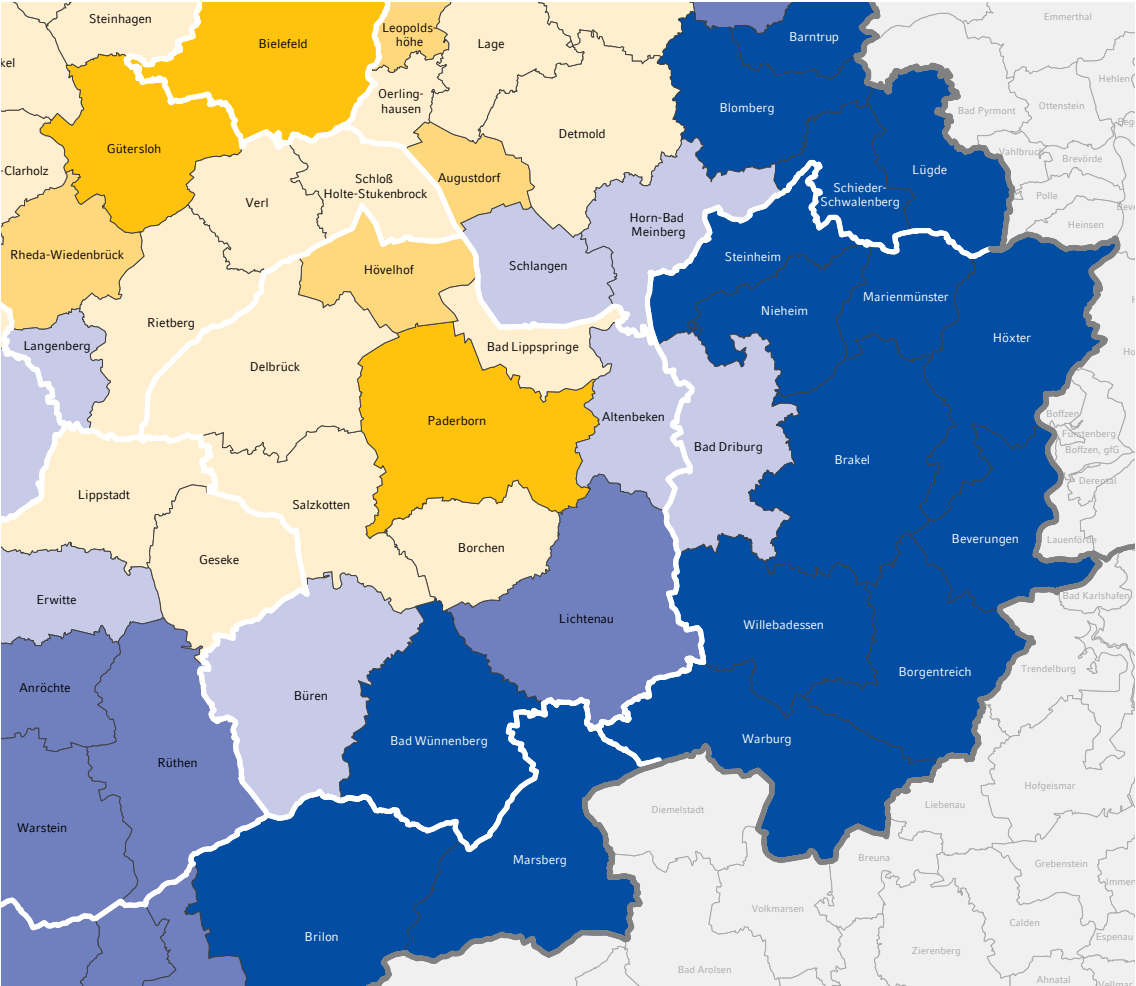 Steinhagen
Bielefeld
Leopolds
höhe
Lage
Barntrup
Emmerthal
kel
Oerling-
hausen
Hehlen
Blomberg
Ottenstein
Bad Pyrmont
Detmold
Gütersloh
Vahlbruch
Brevörde
-Clarholz
Schloß
Holte-Stukenbrock
Augustdorf
Lügde
Verl
Schieder-
Schwalenberg
Polle
Horn-Bad
Meinberg
Heinsen
Rheda-Wiedenbrück
Steinheim
Hövelhof
Schlangen
Marienmünster
Nieheim
Rietberg
Höxter
Langenberg
Bad Lippspringe
Delbrück
Boffzen
Altenbeken
Paderborn
Fürstenberg
Bad Driburg
Boffzen, gfG
Brakel
Derental
Lippstadt
Salzkotten
Beverungen
Lauenförde
Borchen
Geseke
Bad Karlshafen
Erwitte
Lichtenau
Willebadessen
Trendelburg
Borgentreich
Anröchte
Büren
Bad Wünnenberg
Warburg
Rüthen
Hofgeismar
Liebenau
Diemelstadt
Warstein
Marsberg
Breuna
Grebenstein
Immen
Volkmarsen
Calden
Brilon
Espenau
Zierenberg
Bad Arolsen
Ahnatal
Vellmar